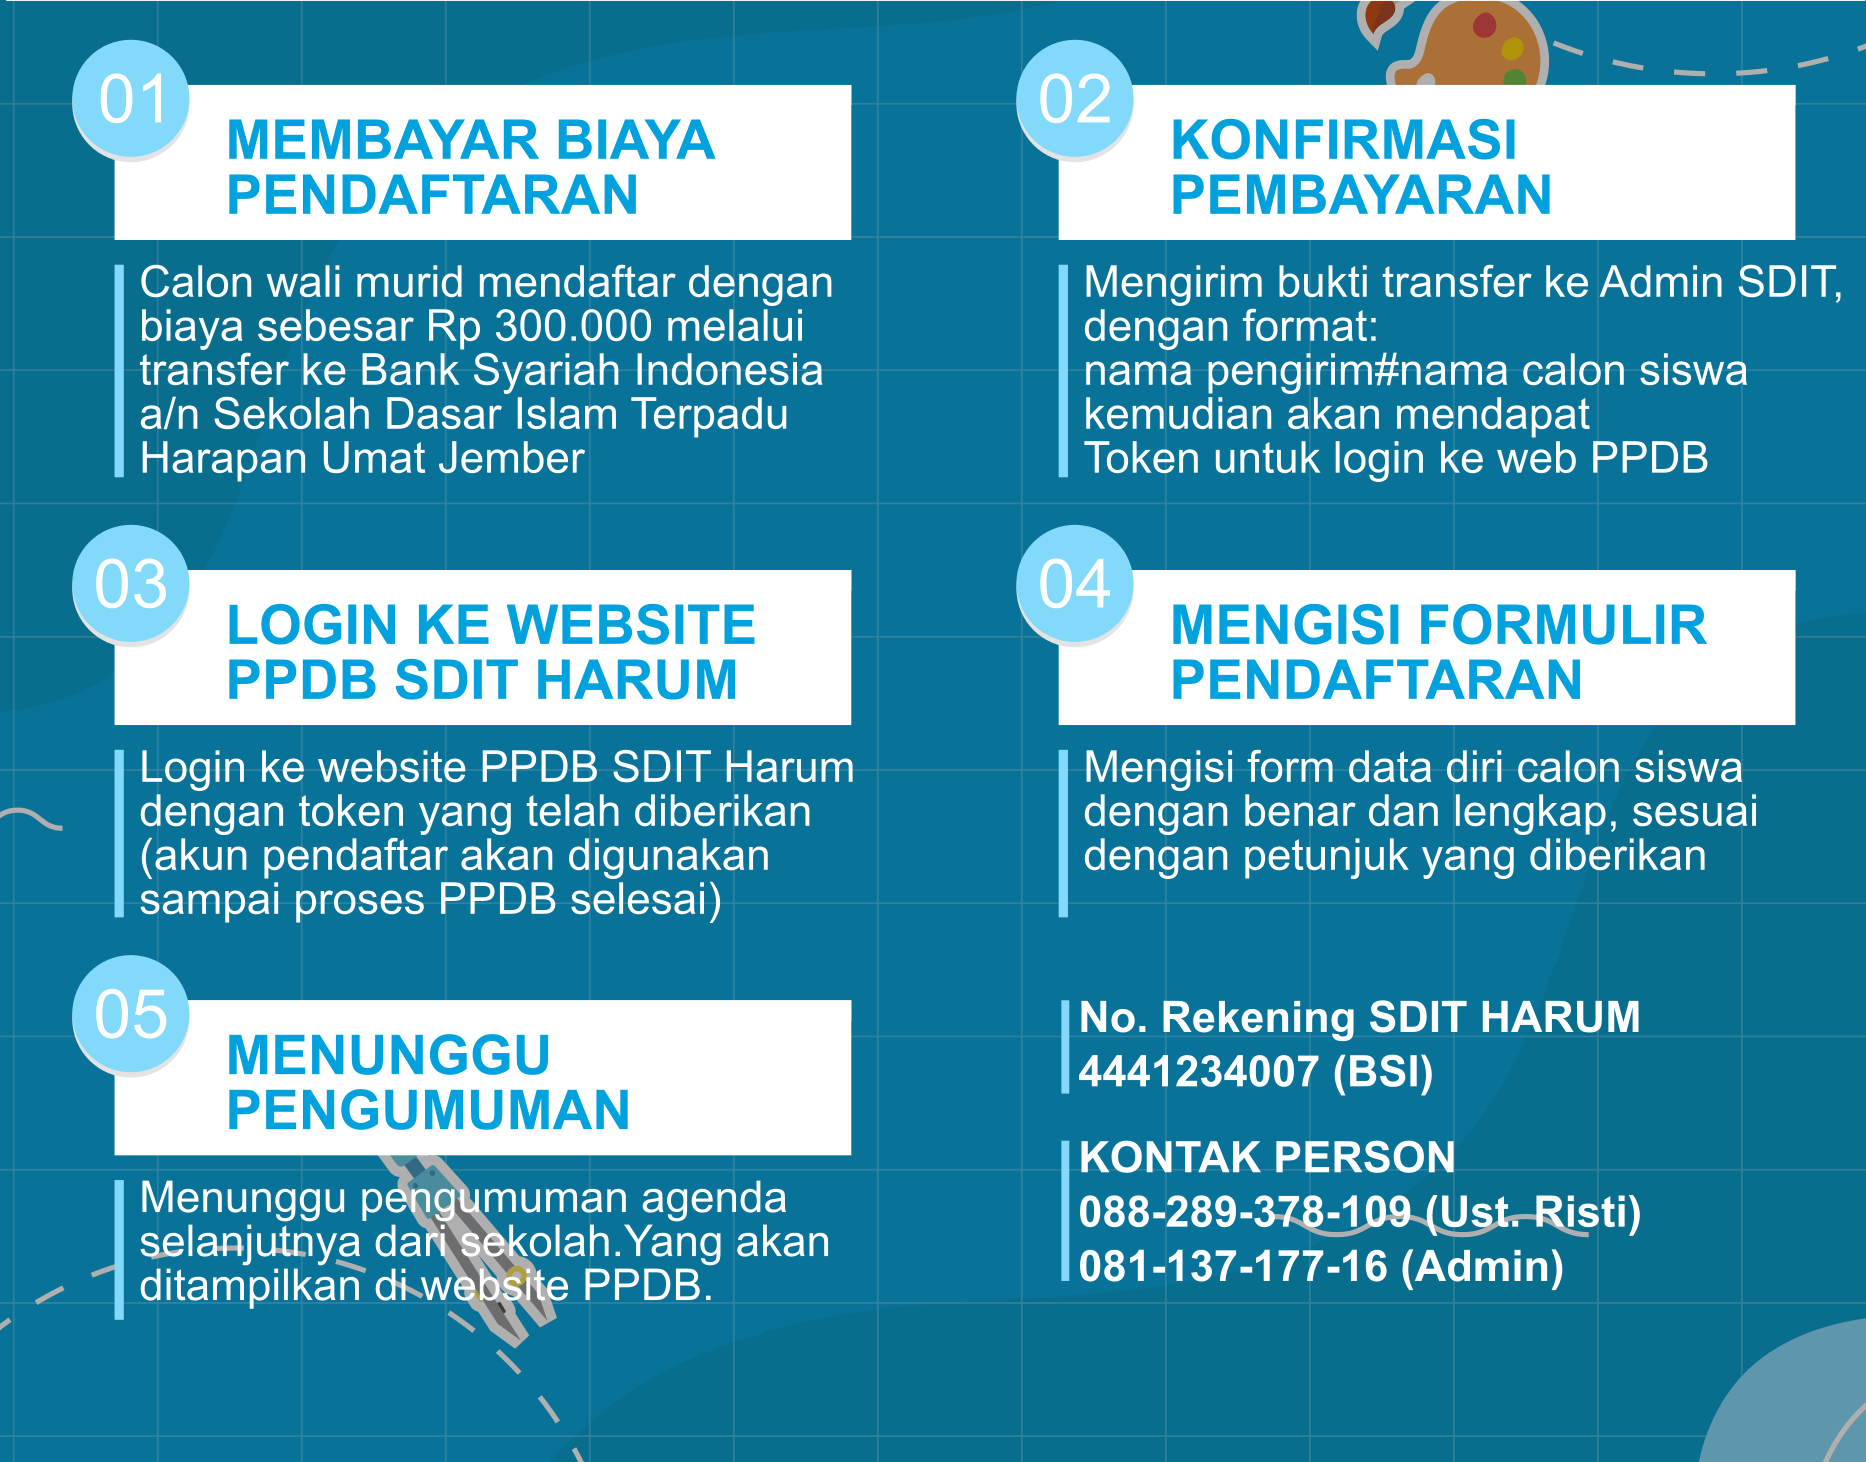 01
MEMBAYAR BIAYA
PENDAFTARAN
Calon wali murid mendaftar dengan
biaya sebesar Rp 300.000 melalui
transfer ke Bank Syariah Indonesia
a/n Sekolah Dasar Islam Terpadu
Harapan Umat Jember
02
KONFIRMASI
PEMBAYARAN
Mengirim bukti transfer ke Admin SDIT,
dengan format:
nama pengirim#nama calon siswa
kemudian akan mendapat
Token untuk login ke web PPDB
03
LOGIN KE WEBSITE
PPDB SDIT HARUM
Login ke website PPDB SDIT Harum
dengan token yang telah diberikan
(akun pendaftar akan digunakan
sampai proses PPDB selesai)
04
MENGISI FORMULIR
PENDAFTARAN
Mengisi form data diri calon siswa
dengan benar dan lengkap, sesuai
dengan petunjuk yang diberikan
05
MENUNGGU
PENGUMUMAN
Menunggu pengumuman agenda
selanjutnya dari sekolah.Yang akan
ditampilkan di website PPDB.
No. Rekening SDIT HARUM
4441234007 (BSI)
KONTAK PERSON
088-289-378-109 (Ust. Risti)
081-137-177-16 (Admin)